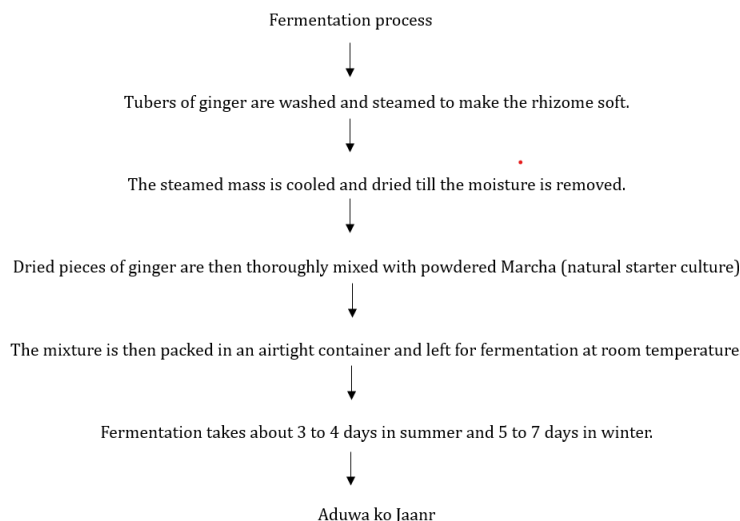 Fermentation process
Tubers of ginger are washed and steamed to make the rhizome soft.
The steamed mass is cooled and dried till the moisture is removed.
Dried pieces of ginger are then thoroughly mixed with powdered Marcha (natural starter culture)
The mixture is then packed in an airtight container and left for fermentation at room temperature
Fermentation takes about 3 to 4 days in summer and 5 to 7 days in winter.
Aduwa ko Jaanr